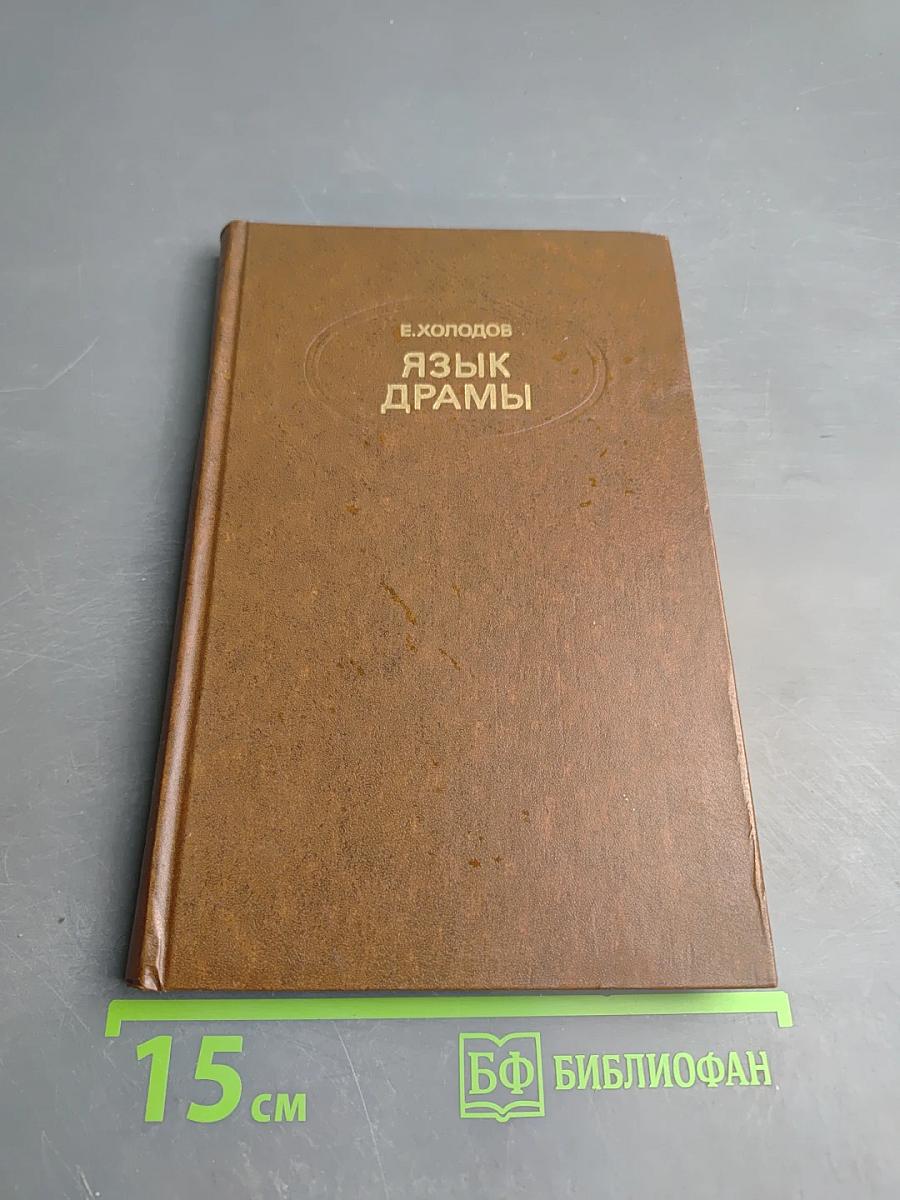 Е.ХОЛОДОВ
ЯЗЫК
ДРАМЫ
15 см
БФ БИБЛИОФАН